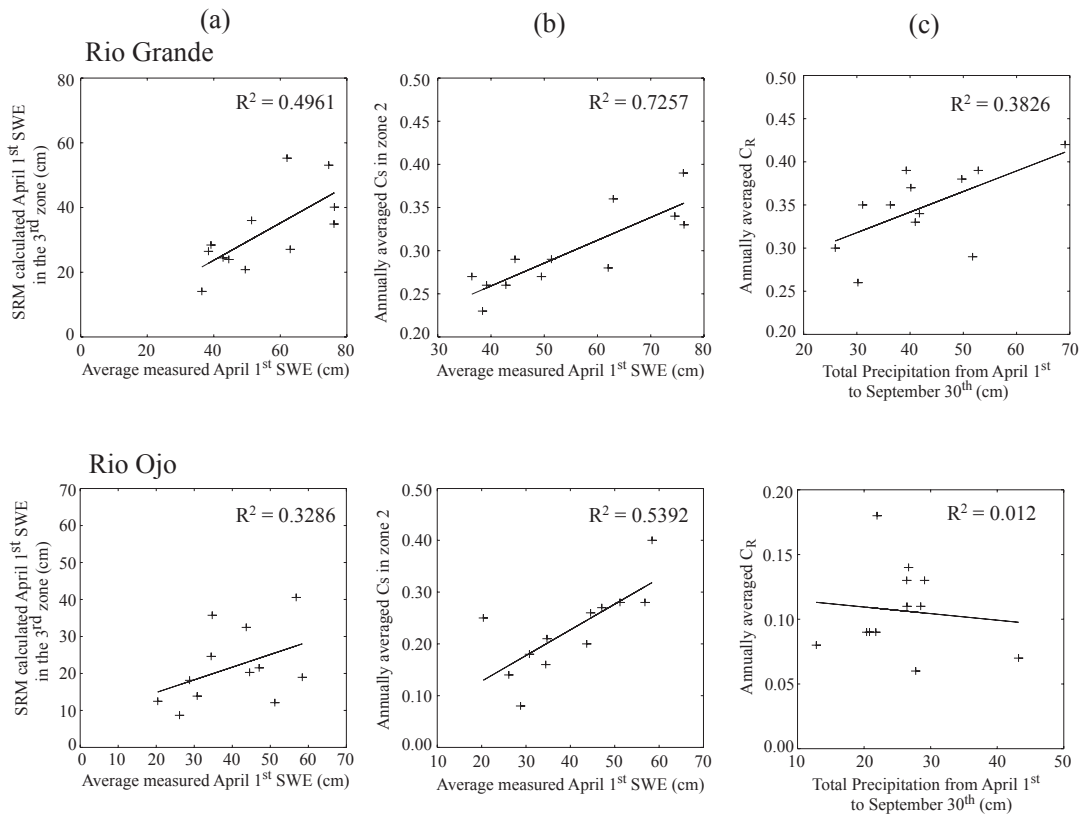 (a)
(b)
(c)
Rio Grande
R² = 0.4961
80
60
40
20
0
SRM calculated April 1st SWE
in the 3rd zone (cm)
0 20 40 60 80
Average measured April 1st SWE (cm)
R² = 0.7257
0.50
0.45
0.40
0.35
0.30
0.25
0.20
Annually averaged Cs in zone 2
30 40 50 60 70 80
Average measured April 1st SWE (cm)
R² = 0.3826
0.50
0.45
0.40
0.35
0.30
0.25
0.20
Annually averaged CR
20 30 40 50 60 70
Total Precipitation from April 1st
to September 30th (cm)
Rio Ojo
R² = 0.3286
70
60
50
40
30
20
10
0
SRM calculated April 1st SWE
in the 3rd zone (cm)
0 10 20 30 40 50 60 70
Average measured April 1st SWE (cm)
R² = 0.5392
0.50
0.40
0.30
0.20
0.10
0.00
Annually averaged Cs in zone 2
10 20 30 40 50 60 70
Average measured April 1st SWE (cm)
R² = 0.012
0.20
0.15
0.10
0.05
0.00
Annually averaged CR
10 20 30 40 50
Total Precipitation from April 1st
to September 30th (cm)